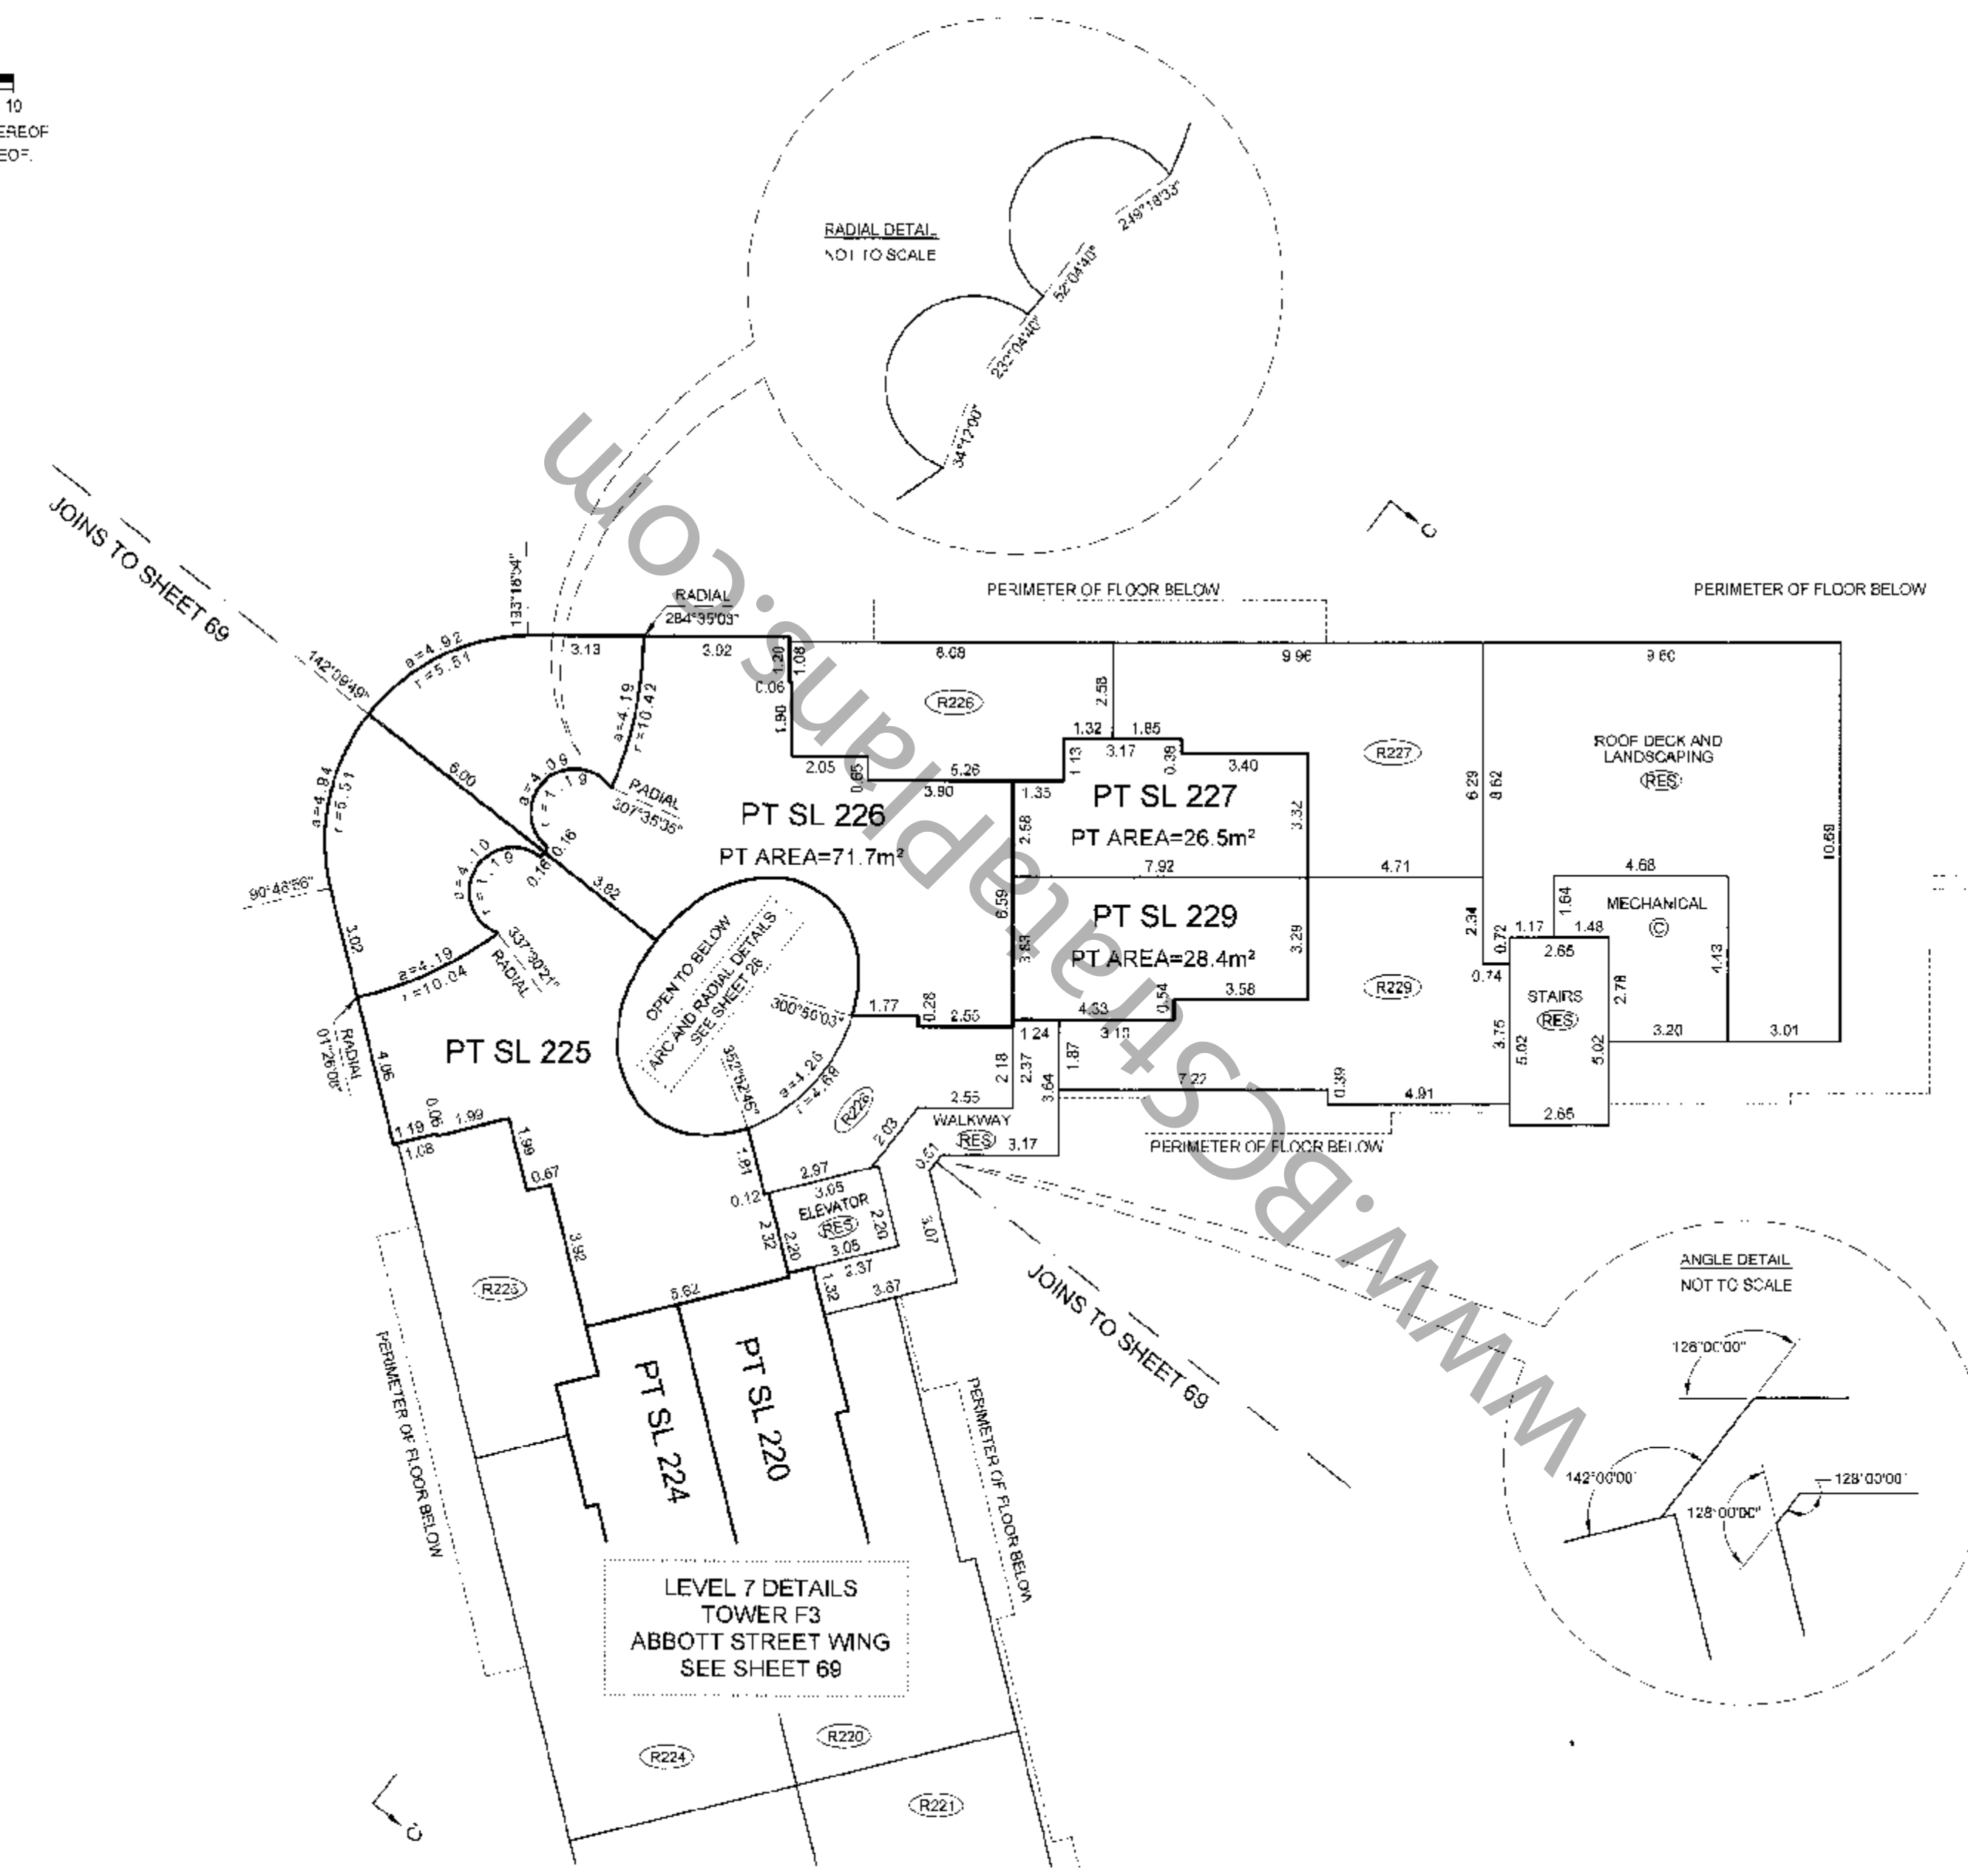 10
EREOF
EOF.
RADIAL DETAIL
NOT TO SCALE
249°18'33"
52°04'40"
232°04'40"
34°12'00"
JOINS TO SHEET 69
142°09'49"
RADIAL
284°35'03"
PERIMETER OF FLOOR BELOW
PERIMETER OF FLOOR BELOW
C
a=4.92
r=5.51
3.13
3.92
1.20
1.08
0.06
1.90
8.09
9.96
9.60
R226
2.58
a=4.19
r=10.42
1.32
1.85
3.17
1.13
0.39
3.40
R227
ROOF DECK AND
LANDSCAPING
RES
2.05
0.65
5.26
3.90
1.35
6.00
a=4.09
r=1.19
RADIAL
307°35'35"
PT SL 226
PT AREA=71.7m²
PT SL 227
PT AREA=26.5m²
3.32
2.58
6.29
8.62
10.69
a=4.94
r=5.51
a=4.10
r=1.19
0.16
0.16
3.82
7.92
4.71
4.68
90°46'56"
3.02
337°30'21"
RADIAL
a=4.19
r=10.04
OPEN TO BELOW
ARC AND RADIAL DETAILS
SEE SHEET 26
6.59
3.83
PT SL 229
PT AREA=28.4m²
3.29
2.34
0.72
1.17
1.64
1.48
2.65
MECHANICAL
C
4.13
0.74
STAIRS
RES
2.78
R229
3.58
0.54
4.33
300°50'03"
1.77
0.28
2.55
1.24
3.10
RADIAL
01°26'08"
4.06
PT SL 225
352°52'45"
a=4.26
r=4.68
R226
2.18
2.37
1.87
3.64
7.22
0.39
4.91
3.75
5.02
5.02
3.20
3.01
2.65
2.55
WALKWAY
RES
3.17
PERIMETER OF FLOOR BELOW
1.19
0.06
1.99
1.08
1.99
0.67
1.81
2.03
0.51
2.97
0.12
3.05
ELEVATOR
RES
2.20
2.32
2.20
3.05
3.07
3.92
2.37
1.32
3.67
R225
5.62
JOINS TO SHEET 69
ANGLE DETAIL
NOT TO SCALE
128°00'00"
142°00'00"
128°00'00"
128°00'00"
PERIMETER OF FLOOR BELOW
PT SL 224
PT SL 220
PERIMETER OF FLOOR BELOW
LEVEL 7 DETAILS
TOWER F3
ABBOTT STREET WING
SEE SHEET 69
R224
R220
R221
C
www.BCStrataplans.com